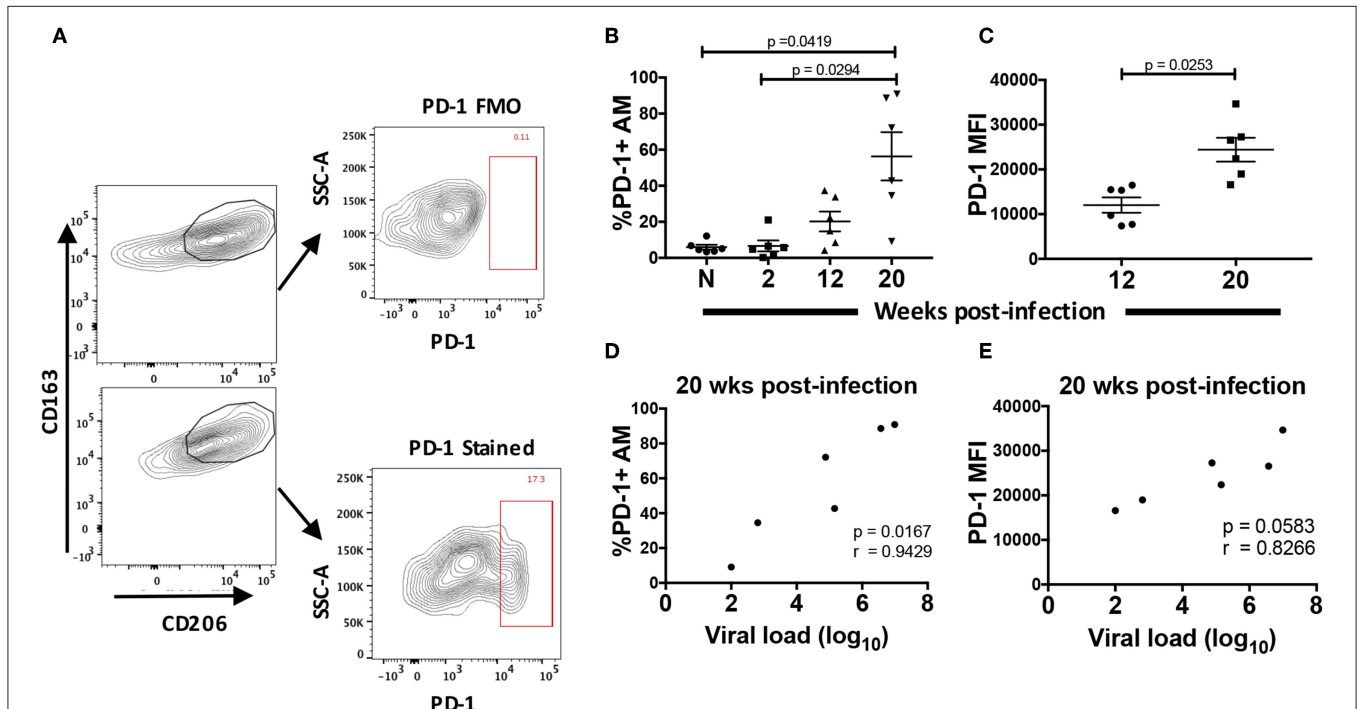 A
CD163
CD206
10⁵
10⁴
10³
0
-10³
0
10⁴
10⁵
10⁵
10⁴
10³
0
-10³
0
10⁴
10⁵
PD-1 FMO
0.11
SSC-A
250K
200K
150K
100K
50K
0
-10³
0
10³
10⁴
10⁵
PD-1
PD-1 Stained
17.3
SSC-A
250K
200K
150K
100K
50K
0
-10³
0
10³
10⁴
10⁵
PD-1
B
p =0.0419
p = 0.0294
%PD-1+ AM
100
80
60
40
20
0
N 2 12 20
C
p = 0.0253
PD-1 MFI
40000
30000
20000
10000
0
12 20
Weeks post-infection
D
20 wks post-infection
%PD-1+ AM
100
80
60
40
20
0
p = 0.0167
r = 0.9429
0 2 4 6 8
Viral load (log₁₀)
E
20 wks post-infection
PD-1 MFI
40000
30000
20000
10000
0
p = 0.0583
r = 0.8266
0 2 4 6 8
Viral load (log₁₀)